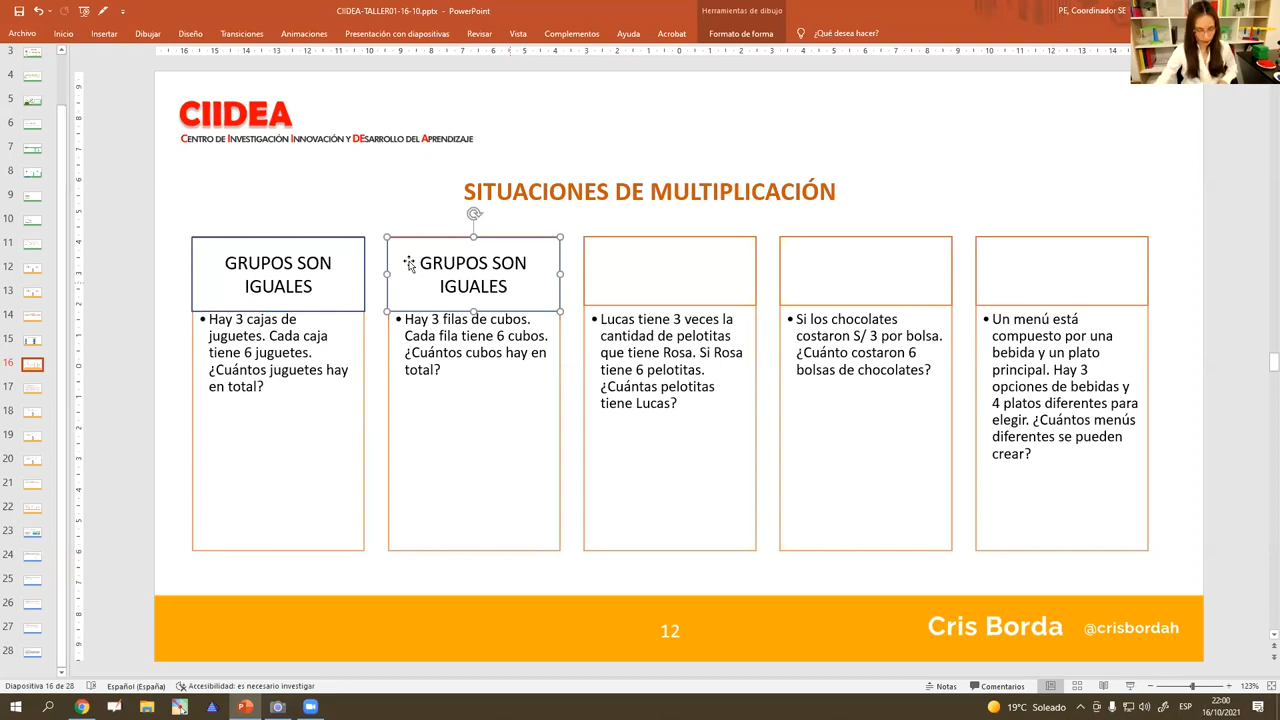 CIIDEA-TALLER01-16-10.pptx - PowerPoint
Herramientas de dibujo
PE, Coordinador SE
Archivo Inicio Insertar Dibujar Diseño Transiciones Animaciones Presentación con diapositivas Revisar Vista Complementos Ayuda Acrobat Formato de forma ¿Qué desea hacer?
CIIDEA
CENTRO DE INVESTIGACIÓN INNOVACIÓN Y DESARROLLO DEL APRENDIZAJE
SITUACIONES DE MULTIPLICACIÓN
GRUPOS SON
IGUALES
• Hay 3 cajas de
juguetes. Cada caja
tiene 6 juguetes.
¿Cuántos juguetes hay
en total?
GRUPOS SON
IGUALES
• Hay 3 filas de cubos.
Cada fila tiene 6 cubos.
¿Cuántos cubos hay en
total?
• Lucas tiene 3 veces la
cantidad de pelotitas
que tiene Rosa. Si Rosa
tiene 6 pelotitas.
¿Cuántas pelotitas
tiene Lucas?
• Si los chocolates
costaron S/ 3 por bolsa.
¿Cuánto costaron 6
bolsas de chocolates?
• Un menú está
compuesto por una
bebida y un plato
principal. Hay 3
opciones de bebidas y
4 platos diferentes para
elegir. ¿Cuántos menús
diferentes se pueden
crear?
12
Cris Borda @crisbordah
Diapositiva 16 de 28 Español (España) Accesibilidad: es necesario investigar Notas Comentarios 123%
19°C Soleado ESP 22:00
16/10/2021